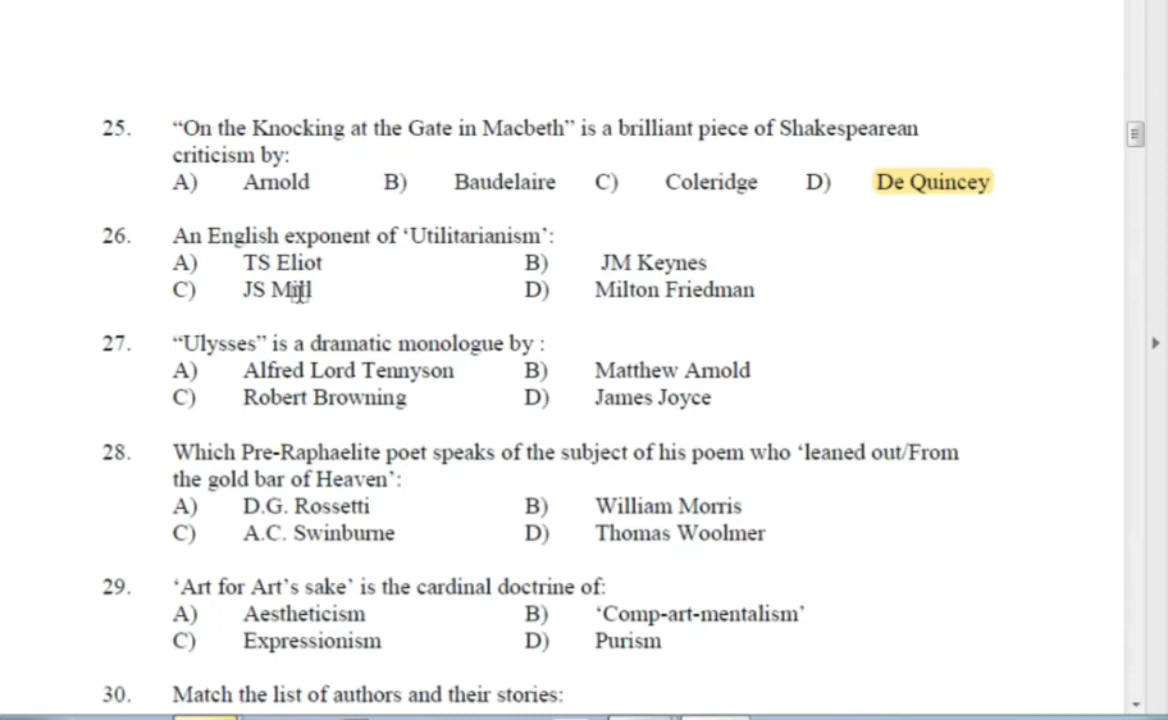 25. “On the Knocking at the Gate in Macbeth” is a brilliant piece of Shakespearean
criticism by:
A) Arnold B) Baudelaire C) Coleridge D) De Quincey
26. An English exponent of ‘Utilitarianism’:
A) TS Eliot B) JM Keynes
C) JS Mill D) Milton Friedman
27. “Ulysses” is a dramatic monologue by :
A) Alfred Lord Tennyson B) Matthew Arnold
C) Robert Browning D) James Joyce
28. Which Pre-Raphaelite poet speaks of the subject of his poem who ‘leaned out/From
the gold bar of Heaven’:
A) D.G. Rossetti B) William Morris
C) A.C. Swinburne D) Thomas Woolmer
29. ‘Art for Art’s sake’ is the cardinal doctrine of:
A) Aestheticism B) ‘Comp-art-mentalism’
C) Expressionism D) Purism
30. Match the list of authors and their stories: